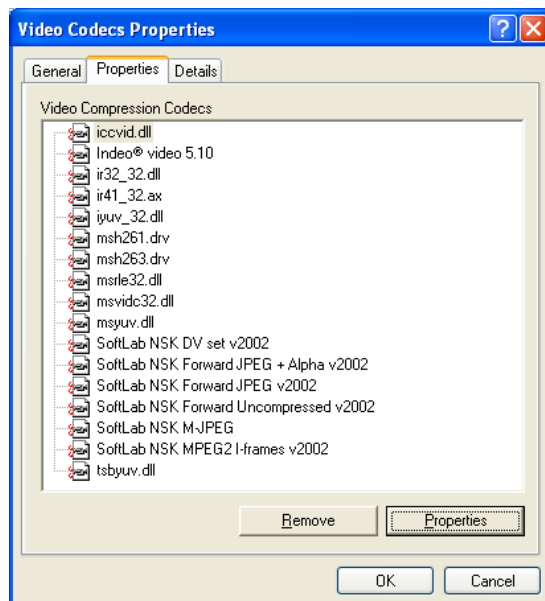 Video Codecs Properties
General Properties Details
Video Compression Codecs
iccvid.dll
Indeo® video 5.10
ir32_32.dll
ir41_32.ax
iyuv_32.dll
msh261.drv
msh263.drv
msrle32.dll
msvidc32.dll
msyuv.dll
SoftLab NSK DV set v2002
SoftLab NSK Forward JPEG + Alpha v2002
SoftLab NSK Forward JPEG v2002
SoftLab NSK Forward Uncompressed v2002
SoftLab NSK M-JPEG
SoftLab NSK MPEG2 I-frames v2002
tsbyuv.dll
Remove Properties
OK Cancel